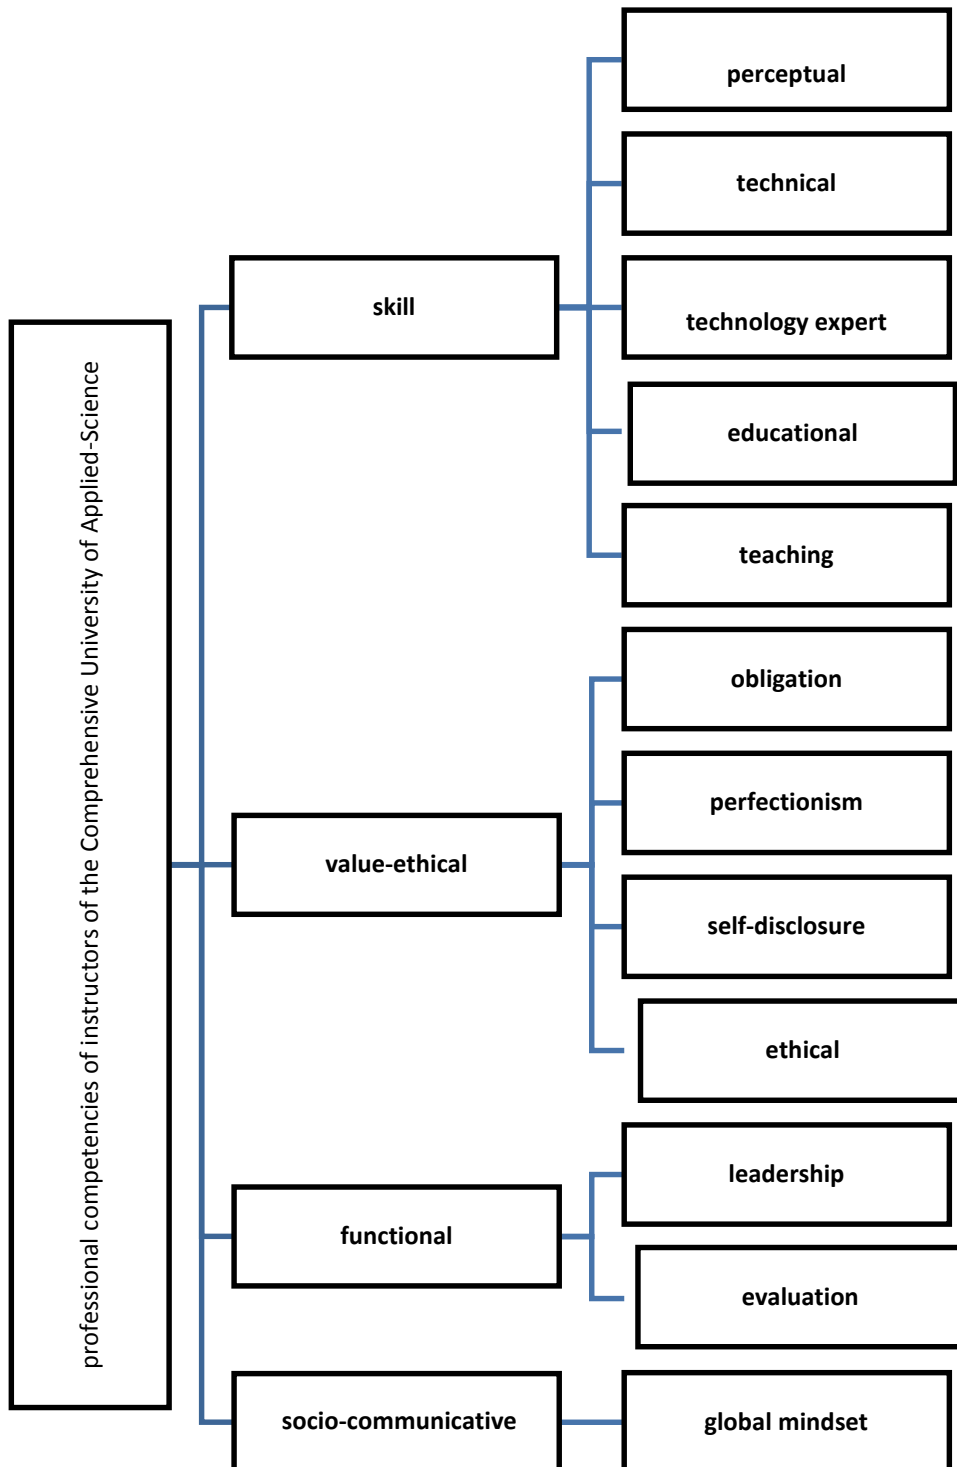 professional competencies of instructors of the Comprehensive University of Applied-Science
skill
perceptual
technical
technology expert
educational
teaching
value-ethical
obligation
perfectionism
self-disclosure
ethical
functional
leadership
evaluation
socio-communicative
global mindset